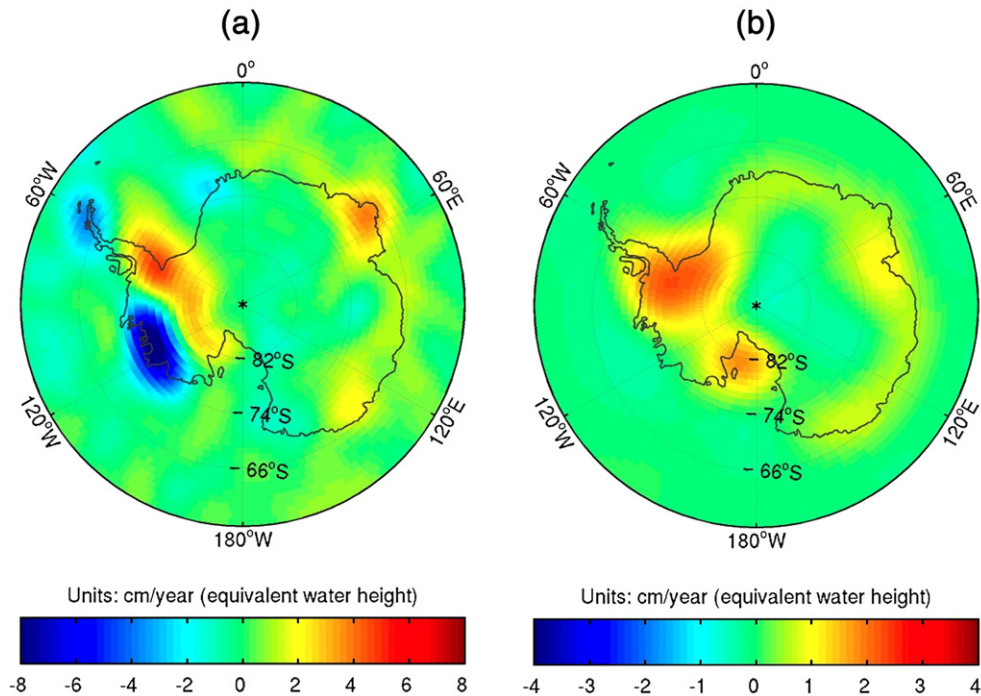 (a)
(b)
0°
0°
60°W
60°E
60°W
60°E
82°S
82°S
74°S
74°S
120°W
120°E
120°W
120°E
66°S
66°S
180°W
180°W
Units: cm/year (equivalent water height)
Units: cm/year (equivalent water height)
-8 -6 -4 -2 0 2 4 6 8
-4 -3 -2 -1 0 1 2 3 4